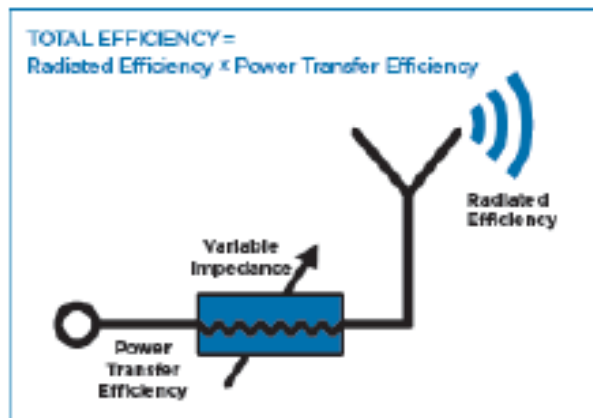 TOTAL EFFICIENCY =
Radiated Efficiency x Power Transfer Efficiency
Radiated
Efficiency
Variable
Impedance
Power
Transfer
Efficiency